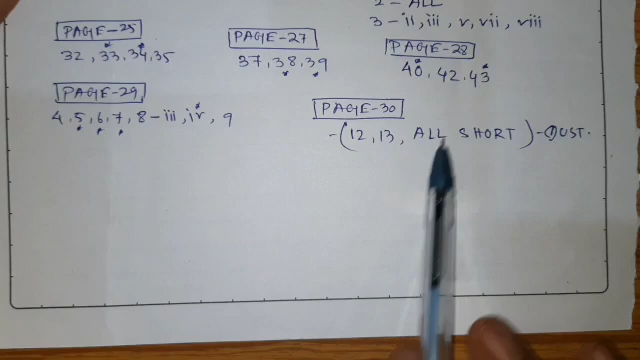 2 - ALL
3 - ii, iii, v, vii, viii
PAGE-25
32, 33, 34, 35
PAGE-27
37, 38, 39
PAGE-28
40, 42, 43
PAGE-29
4, 5, 6, 7, 8 - iii, iv, 9
PAGE-30
- (12, 13, ALL SHORT) - JUST.